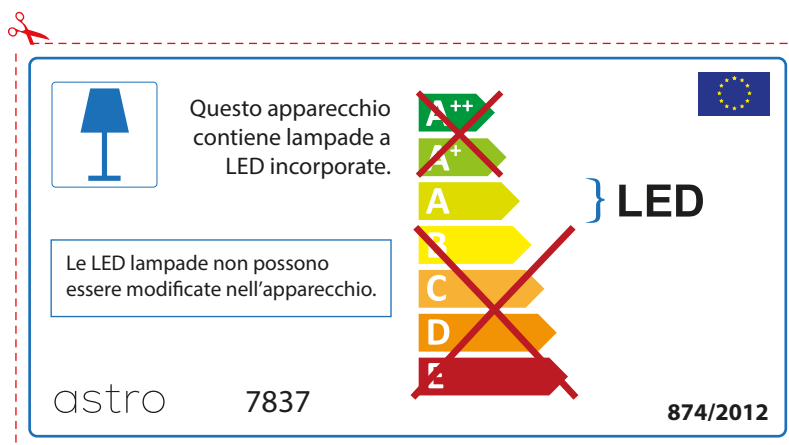 Questo apparecchio
contiene lampade a
LED incorporate.
Le LED lampade non possono
essere modificate nell'apparecchio.
A++
A+
A
B
C
D
E
LED
astro
7837
874/2012